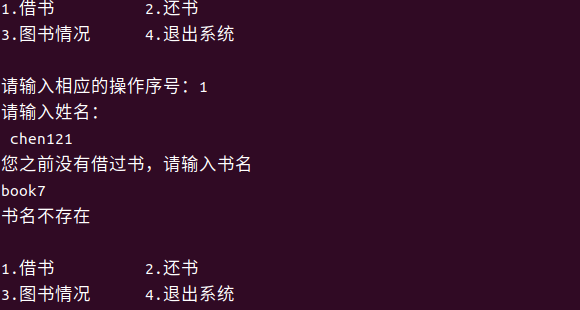 1.借书 2.还书
3.图书情况 4.退出系统
请输入相应的操作序号：1
请输入姓名：
chen121
您之前没有借过书，请输入书名
book7
书名不存在
1.借书 2.还书
3.图书情况 4.退出系统